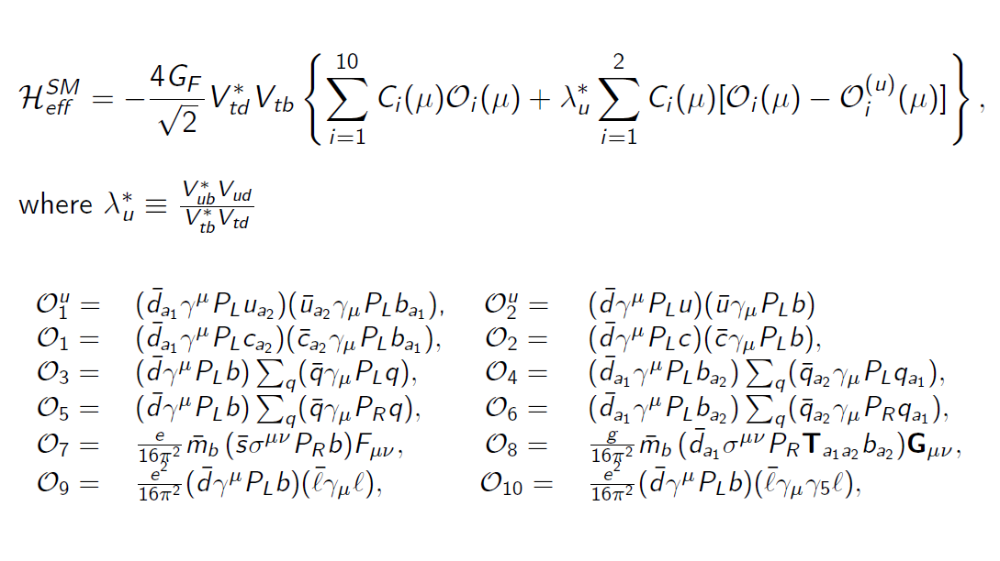 $\mathcal{H}_{eff}^{SM} = -\frac{4G_F}{\sqrt{2}} V_{td}^* V_{tb} \left\{ \sum_{i=1}^{10} C_i(\mu)\mathcal{O}_i(\mu) + \lambda_u^* \sum_{i=1}^{2} C_i(\mu)[\mathcal{O}_i(\mu) - \mathcal{O}_i^{(u)}(\mu)] \right\},$
where $\lambda_u^* \equiv \frac{V_{ub}^* V_{ud}}{V_{tb}^* V_{td}}$
$\mathcal{O}_1^u = (\bar{d}_{a_1}\gamma^\mu P_L u_{a_2})(\bar{u}_{a_2}\gamma_\mu P_L b_{a_1}), \quad \mathcal{O}_2^u = (\bar{d}\gamma^\mu P_L u)(\bar{u}\gamma_\mu P_L b)$
$\mathcal{O}_1 = (\bar{d}_{a_1}\gamma^\mu P_L c_{a_2})(\bar{c}_{a_2}\gamma_\mu P_L b_{a_1}), \quad \mathcal{O}_2 = (\bar{d}\gamma^\mu P_L c)(\bar{c}\gamma_\mu P_L b),$
$\mathcal{O}_3 = (\bar{d}\gamma^\mu P_L b)\sum_q(\bar{q}\gamma_\mu P_L q), \quad \mathcal{O}_4 = (\bar{d}_{a_1}\gamma^\mu P_L b_{a_2})\sum_q(\bar{q}_{a_2}\gamma_\mu P_L q_{a_1}),$
$\mathcal{O}_5 = (\bar{d}\gamma^\mu P_L b)\sum_q(\bar{q}\gamma_\mu P_R q), \quad \mathcal{O}_6 = (\bar{d}_{a_1}\gamma^\mu P_L b_{a_2})\sum_q(\bar{q}_{a_2}\gamma_\mu P_R q_{a_1}),$
$\mathcal{O}_7 = \frac{e}{16\pi^2}\bar{m}_b(\bar{s}\sigma^{\mu\nu}P_R b)F_{\mu\nu}, \quad \mathcal{O}_8 = \frac{g}{16\pi^2}\bar{m}_b(\bar{d}_{a_1}\sigma^{\mu\nu}P_R \mathbf{T}_{a_1 a_2} b_{a_2})\mathbf{G}_{\mu\nu},$
$\mathcal{O}_9 = \frac{e^2}{16\pi^2}(\bar{d}\gamma^\mu P_L b)(\bar{\ell}\gamma_\mu \ell), \quad \mathcal{O}_{10} = \frac{e^2}{16\pi^2}(\bar{d}\gamma^\mu P_L b)(\bar{\ell}\gamma_\mu\gamma_5 \ell),$